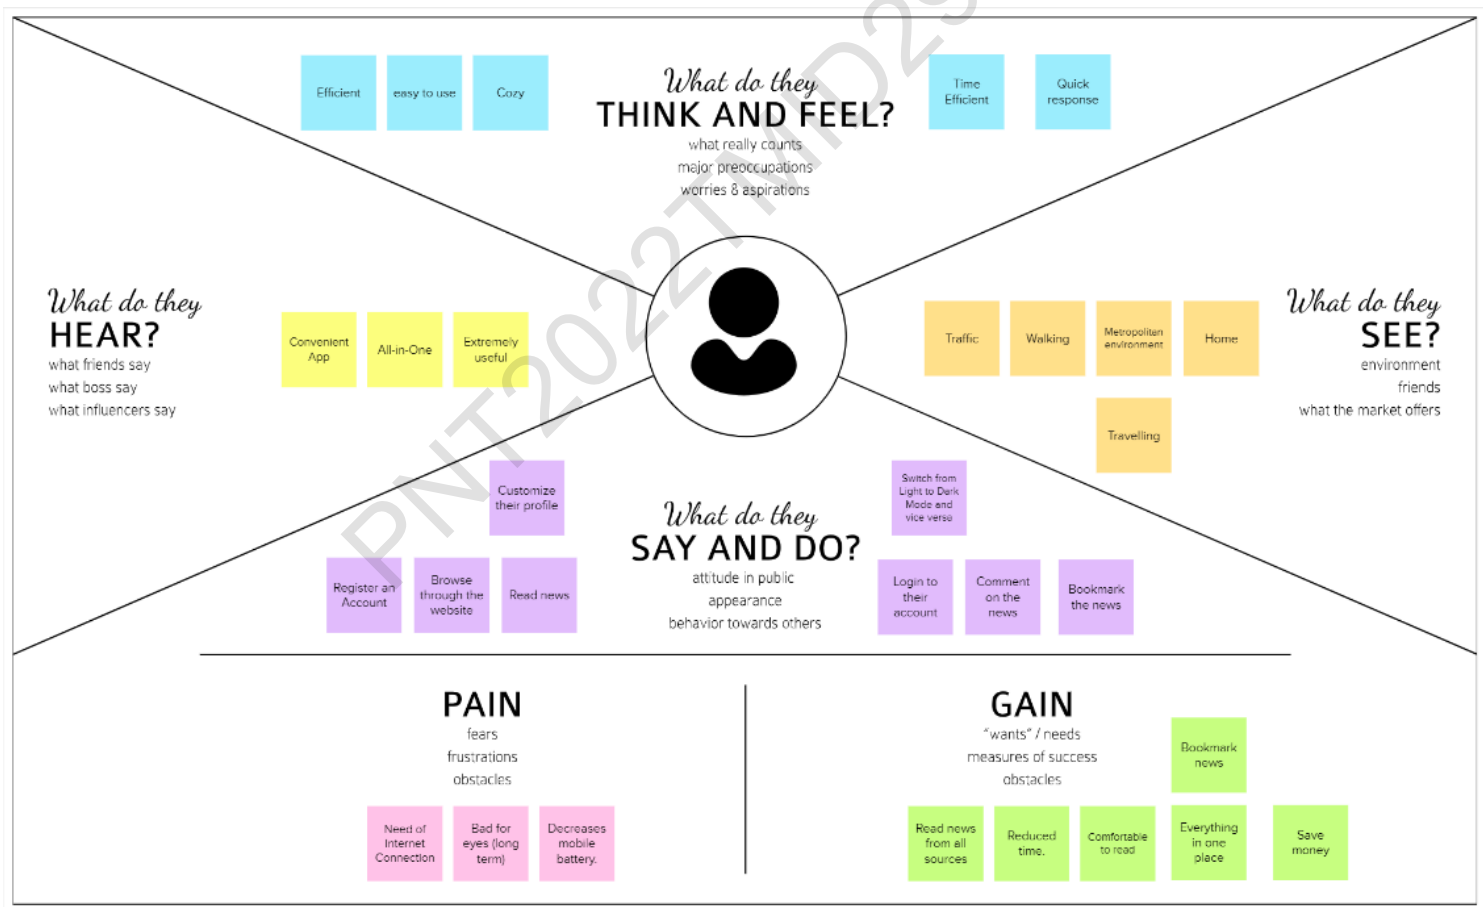 Efficient
easy to use
Cozy
What do they
THINK AND FEEL?
what really counts
major preoccupations
worries & aspirations
Time
Efficient
Quick
response
What do they
HEAR?
what friends say
what boss say
what influencers say
Convenient
App
All-in-One
Extremely
useful
Traffic
Walking
Metropolitan
environment
Home
Travelling
What do they
SEE?
environment
friends
what the market offers
Customize
their profile
Register an
Account
Browse
through the
website
Read news
What do they
SAY AND DO?
attitude in public
appearance
behavior towards others
Switch from
Light to Dark
Mode and
vice versa
Login to
their
account
Comment
on the
news
Bookmark
the news
PAIN
fears
frustrations
obstacles
Need of
Internet
Connection
Bad for
eyes (long
term)
Decreases
mobile
battery.
GAIN
"wants" / needs
measures of success
obstacles
Bookmark
news
Read news
from all
sources
Reduced
time.
Comfortable
to read
Everything
in one
place
Save
money
PNT2022TMID29